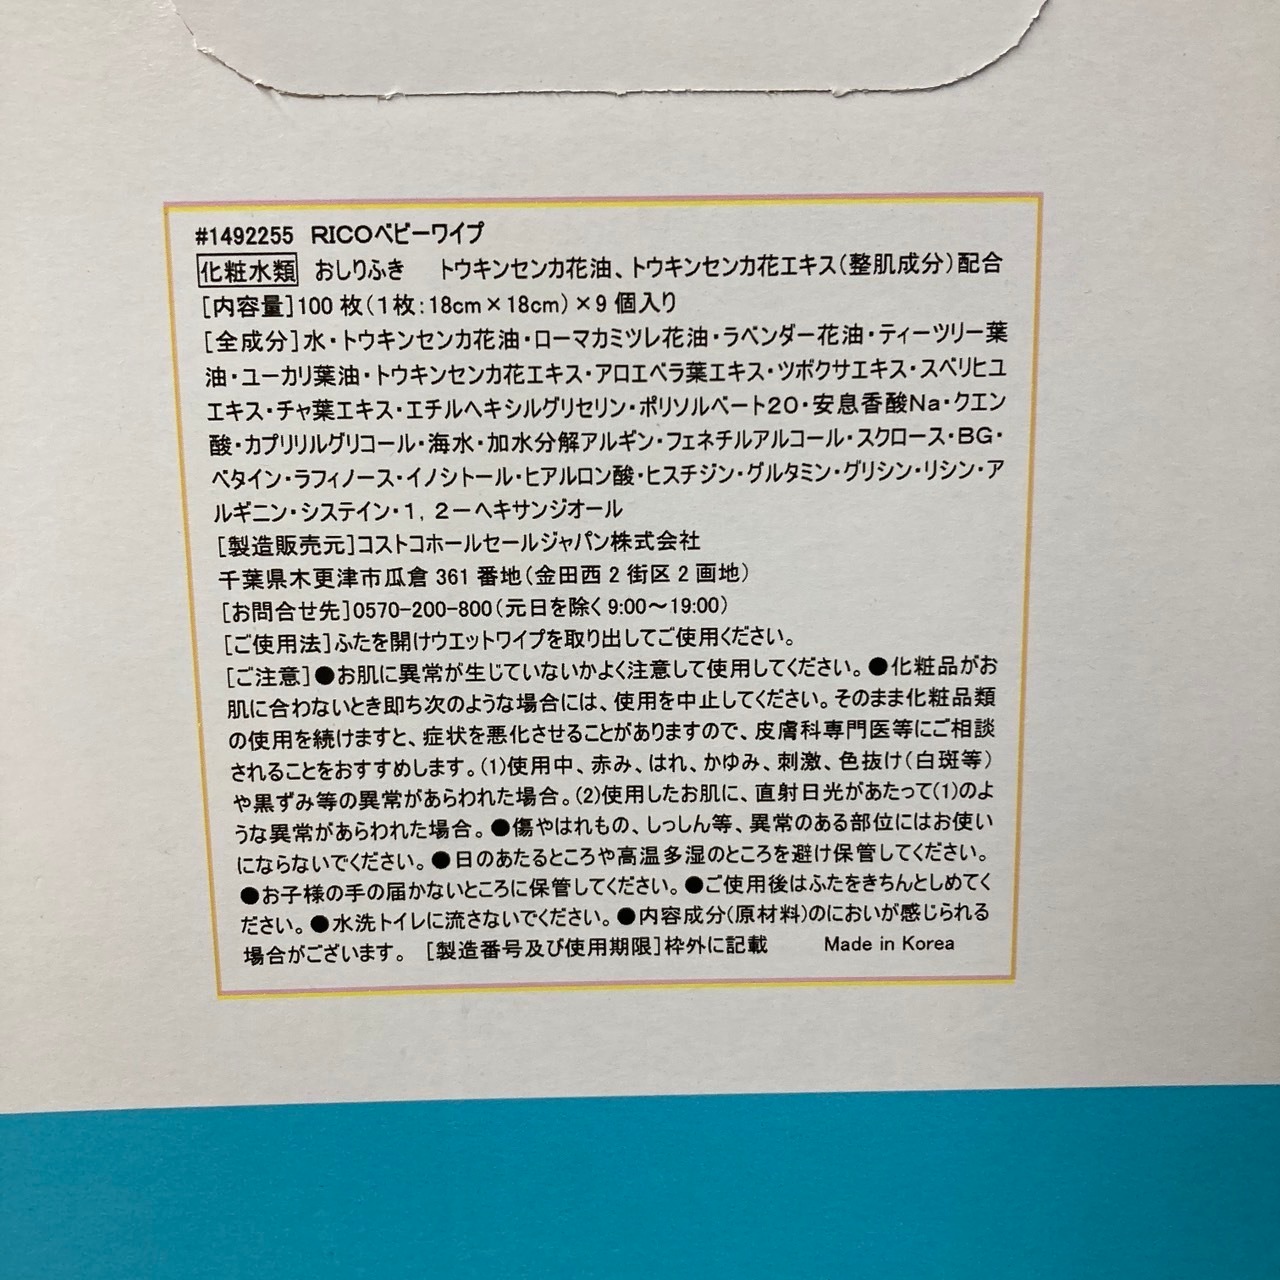 #1492255 RICOベビーワイプ
化粧水類 おしりふき トウキンセンカ花油、トウキンセンカ花エキス(整肌成分)配合
[内容量]100枚(1枚:18cm×18cm)×9個入り
[全成分]水・トウキンセンカ花油・ローマカミツレ花油・ラベンダー花油・ティーツリー葉
油・ユーカリ葉油・トウキンセンカ花エキス・アロエベラ葉エキス・ツボクサエキス・スベリヒユ
エキス・チャ葉エキス・エチルヘキシルグリセリン・ポリソルベート20・安息香酸Na・クエン
酸・カプリリルグリコール・海水・加水分解アルギン・フェネチルアルコール・スクロース・BG・
ベタイン・ラフィノース・イノシトール・ヒアルロン酸・ヒスチジン・グルタミン・グリシン・リシン・ア
ルギニン・システイン・1,2-ヘキサンジオール
[製造販売元]コストコホールセールジャパン株式会社
千葉県木更津市瓜倉361番地(金田西2街区2画地)
[お問合せ先]0570-200-800(元日を除く9:00〜19:00)
[ご使用法]ふたを開けウエットワイプを取り出してご使用ください。
[ご注意]●お肌に異常が生じていないかよく注意して使用してください。●化粧品がお
肌に合わないとき即ち次のような場合には、使用を中止してください。そのまま化粧品類
の使用を続けますと、症状を悪化させることがありますので、皮膚科専門医等にご相談
されることをおすすめします。(1)使用中、赤み、はれ、かゆみ、刺激、色抜け(白斑等)
や黒ずみ等の異常があらわれた場合。(2)使用したお肌に、直射日光があたって(1)のよ
うな異常があらわれた場合。●傷やはれもの、しっしん等、異常のある部位にはお使い
にならないでください。●日のあたるところや高温多湿のところを避け保管してください。
●お子様の手の届かないところに保管してください。●ご使用後はふたをきちんとしめてく
ださい。●水洗トイレに流さないでください。●内容成分(原材料)のにおいが感じられる
場合がございます。 [製造番号及び使用期限]枠外に記載 Made in Korea